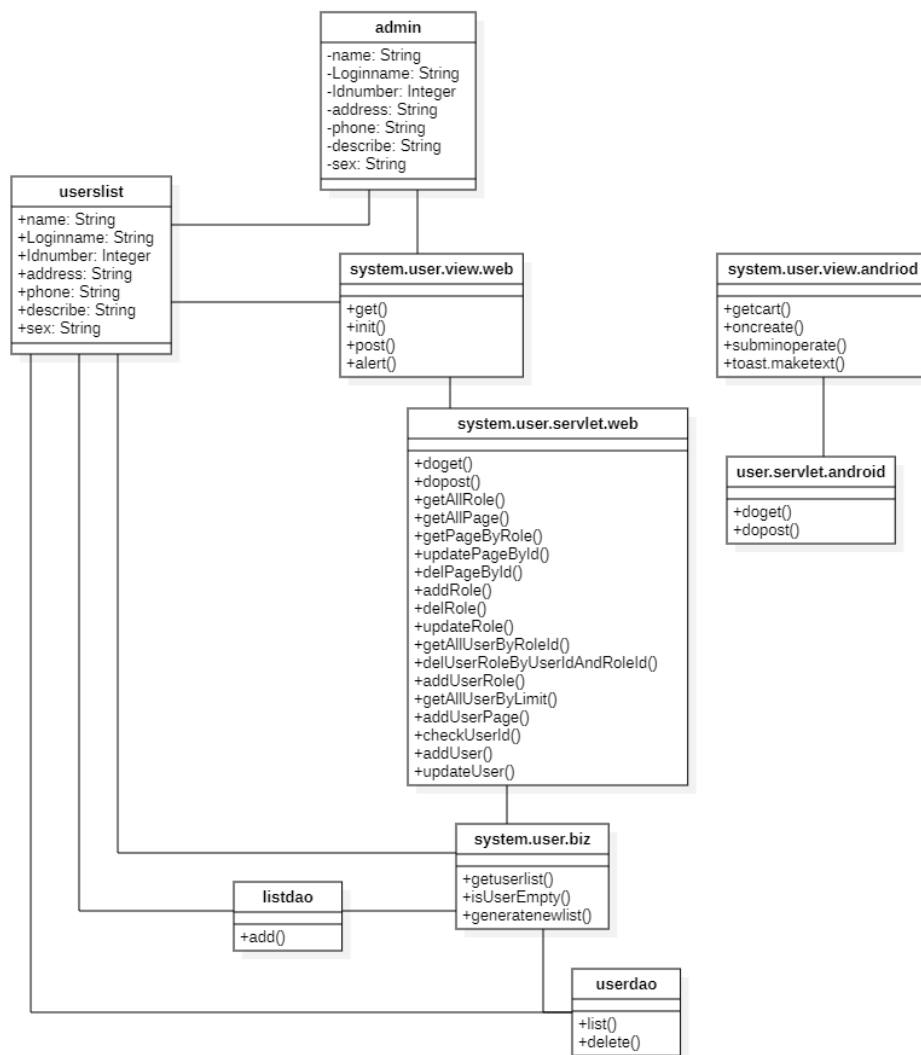 admin
-name: String
-Loginname: String
-Idnumber: Integer
-address: String
-phone: String
-describe: String
-sex: String
userslist
+name: String
+Loginname: String
+Idnumber: Integer
+address: String
+phone: String
+describe: String
+sex: String
system.user.view.web
+get()
+init()
+post()
+alert()
system.user.view.andriod
+getcart()
+oncreate()
+subminoperate()
+toast.maketext()
system.user.servlet.web
+doget()
+dopost()
+getAllRole()
+getAllPage()
+getPageByRole()
+updatePageById()
+delPageById()
+addRole()
+delRole()
+updateRole()
+getAllUserByRoleId()
+delUserRoleByUserIdAndRoleId()
+addUserRole()
+getAllUserByLimit()
+addUserPage()
+checkUserId()
+addUser()
+updateUser()
user.servlet.android
+doget()
+dopost()
system.user.biz
+getuserlist()
+isUserEmpty()
+generatenewlist()
listdao
+add()
userdao
+list()
+delete()